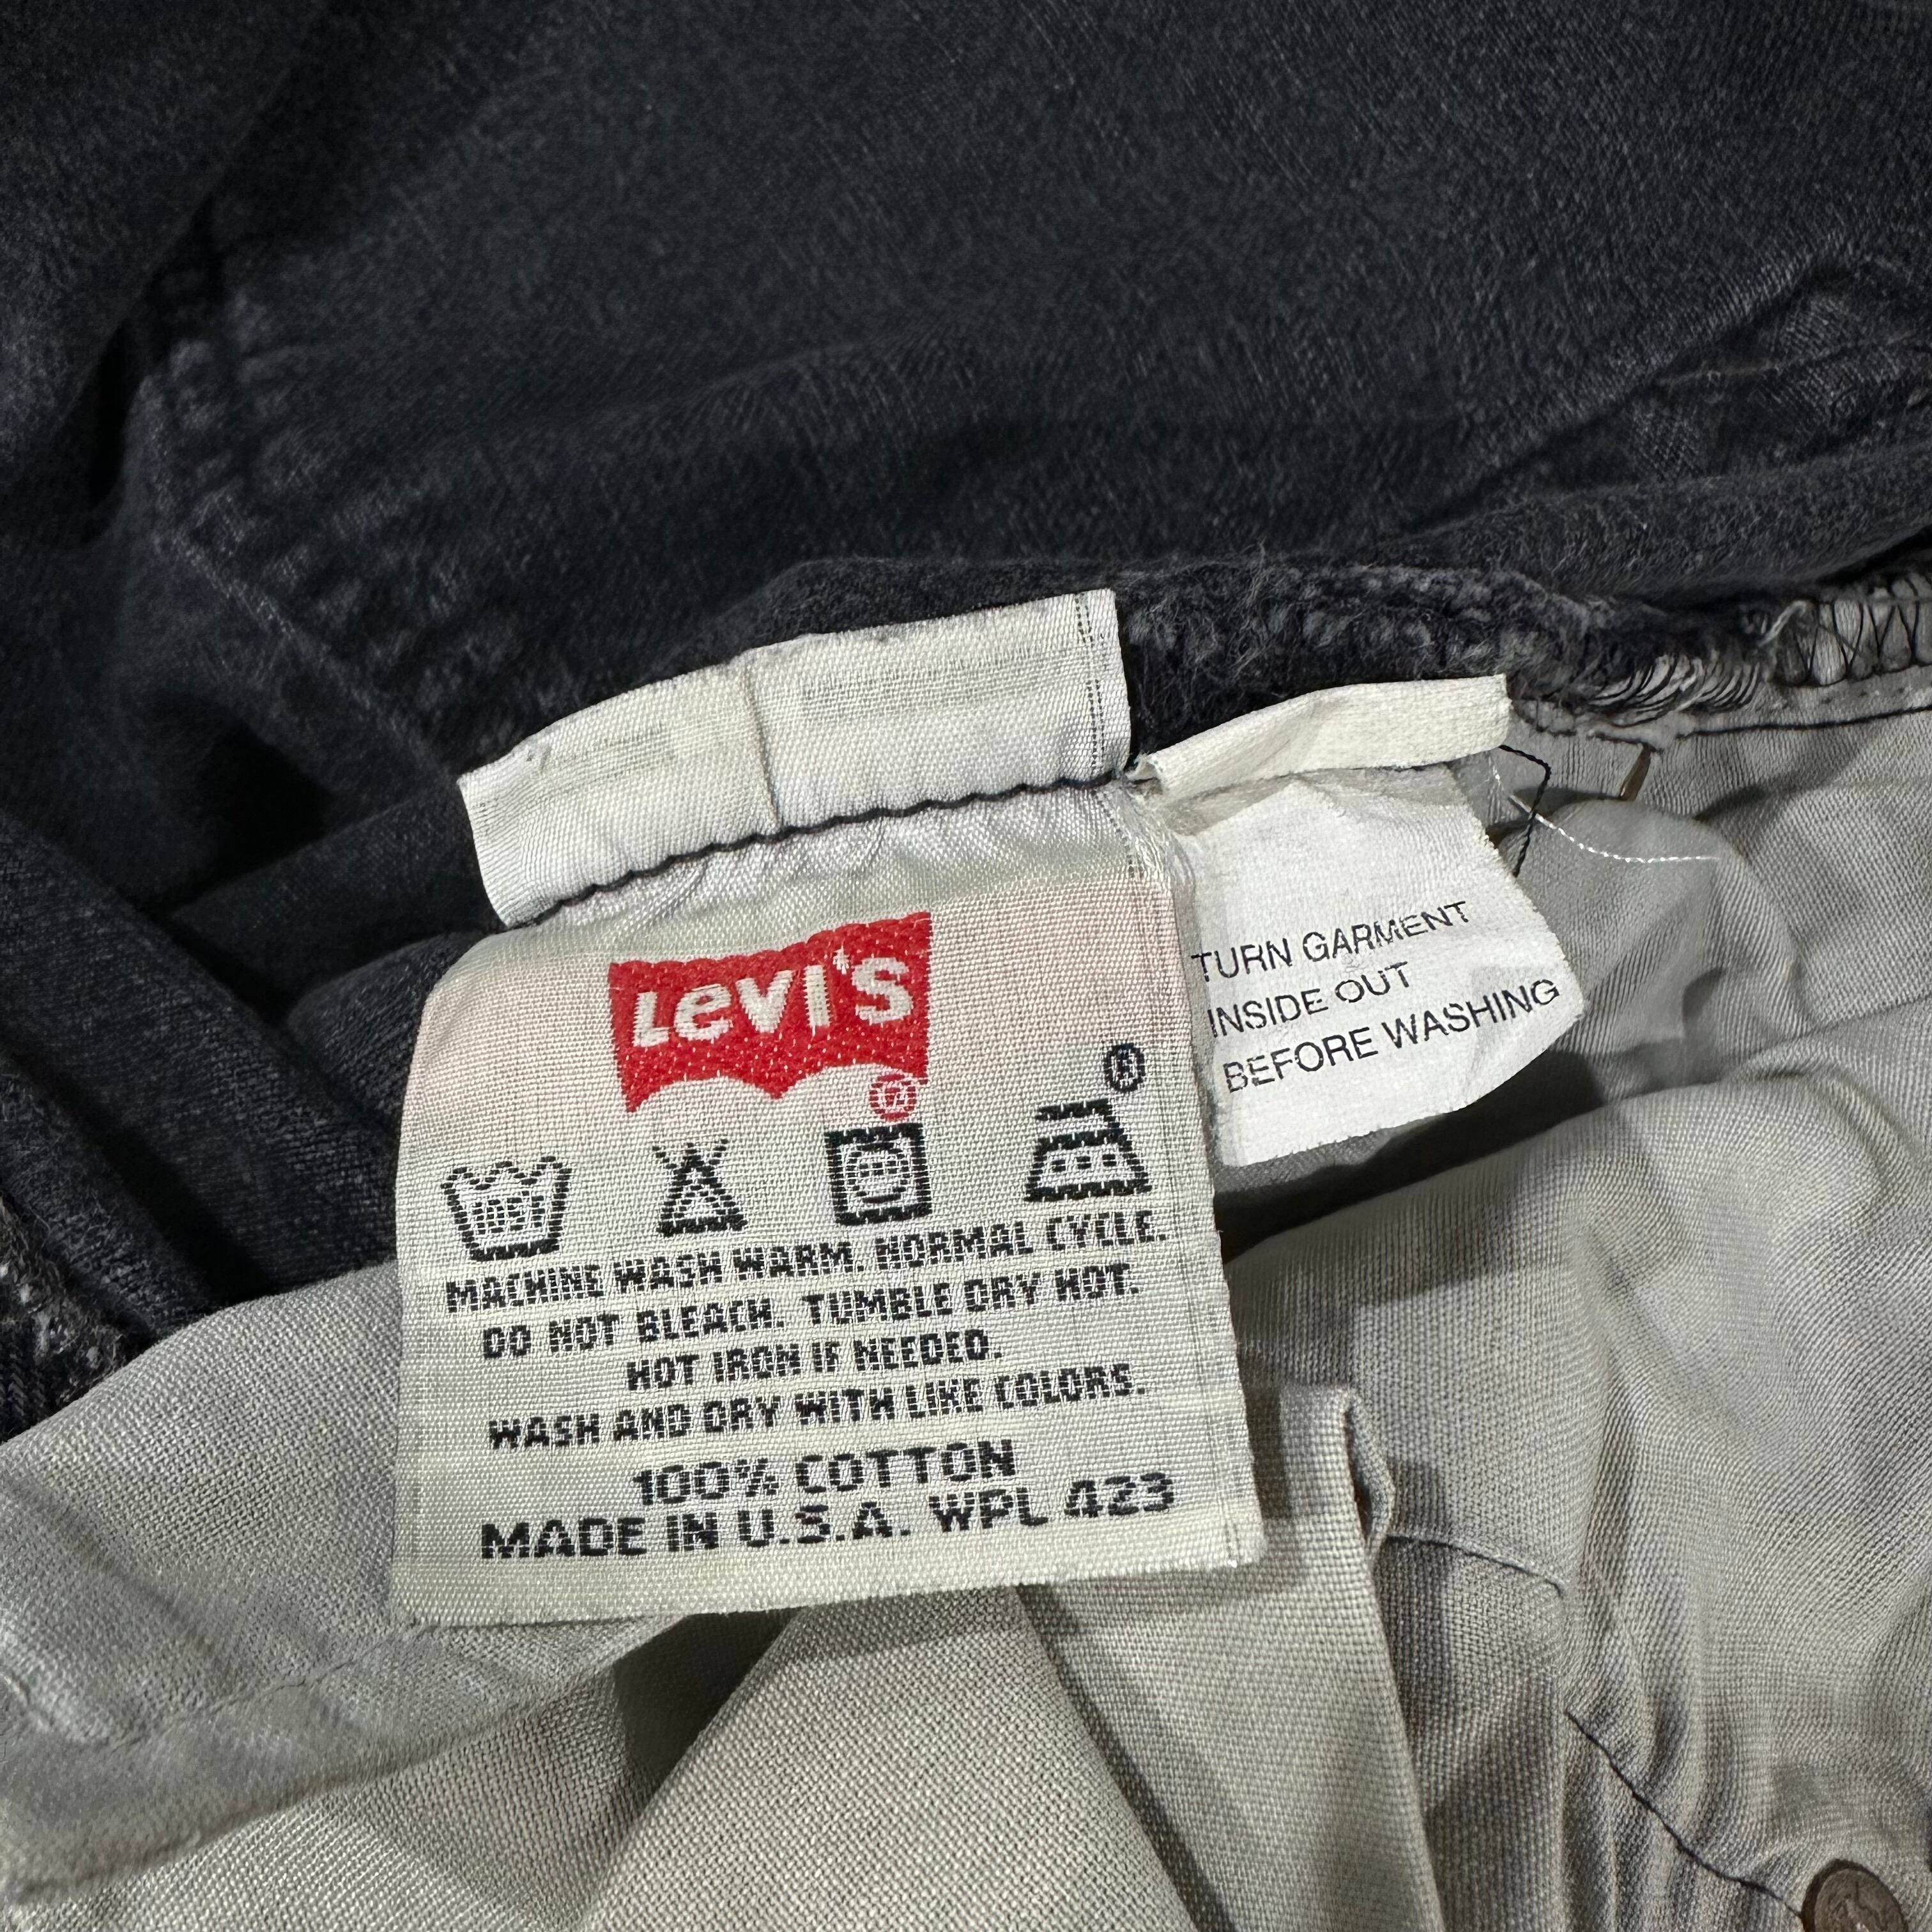 Levi's
®
®
105F
MACHINE WASH WARM. NORMAL CYCLE.
DO NOT BLEACH. TUMBLE DRY HOT.
HOT IRON IF NEEDED.
WASH AND DRY WITH LIKE COLORS.
100% COTTON
MADE IN U.S.A. WPL 423
TURN GARMENT
INSIDE OUT
BEFORE WASHING